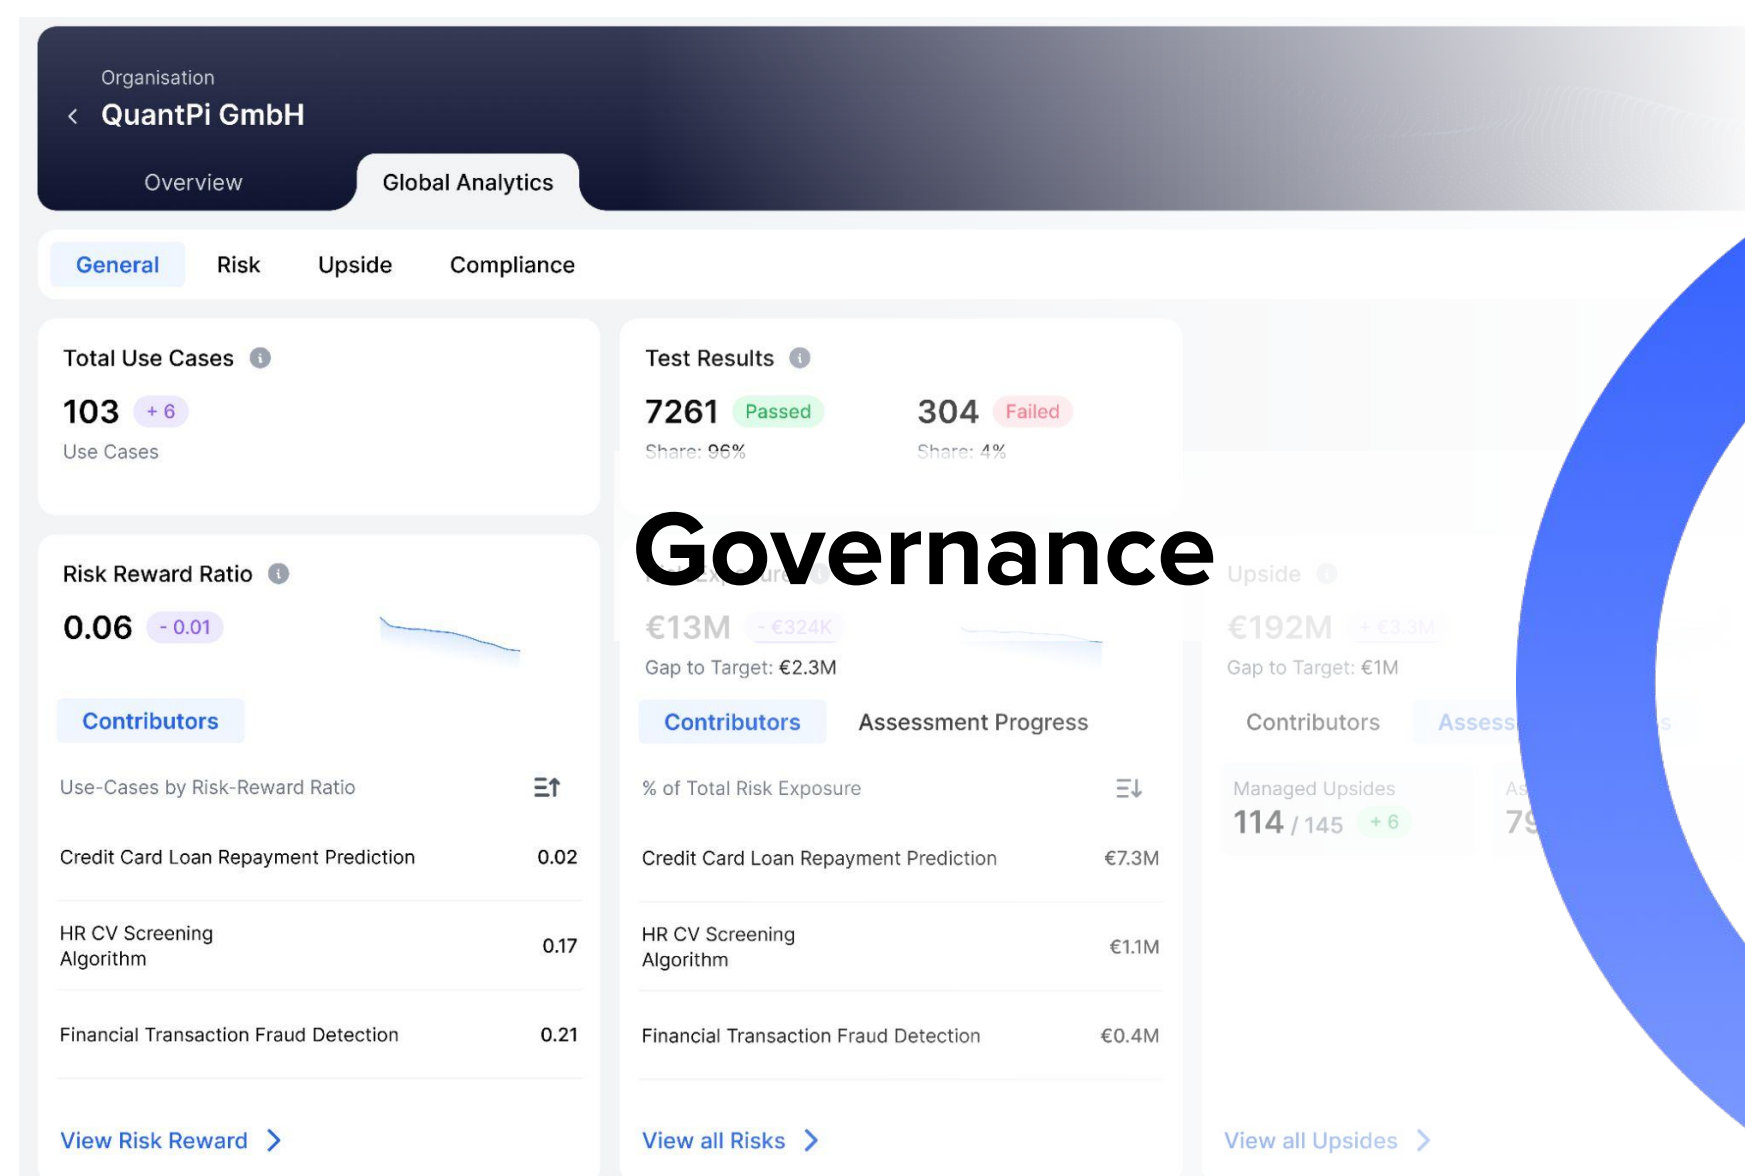 Organisation
QuantPi GmbH
Overview
Global Analytics
General
Risk
Upside
Compliance
Total Use Cases
103 + 6
Use Cases
Test Results
7261 Passed
304 Failed
Share: 96%
Share: 4%
Governance
Risk Reward Ratio
0.06 - 0.01
Contributors
Use-Cases by Risk-Reward Ratio
Credit Card Loan Repayment Prediction 0.02
HR CV Screening
Algorithm 0.17
Financial Transaction Fraud Detection 0.21
View Risk Reward
€13M - €324K
Gap to Target: €2.3M
Contributors
Assessment Progress
% of Total Risk Exposure
Credit Card Loan Repayment Prediction €7.3M
HR CV Screening
Algorithm €1.1M
Financial Transaction Fraud Detection €0.4M
View all Risks
Upside
€192M + €3.3M
Gap to Target: €1M
Contributors
Managed Upsides
114 / 145 + 6
View all Upsides